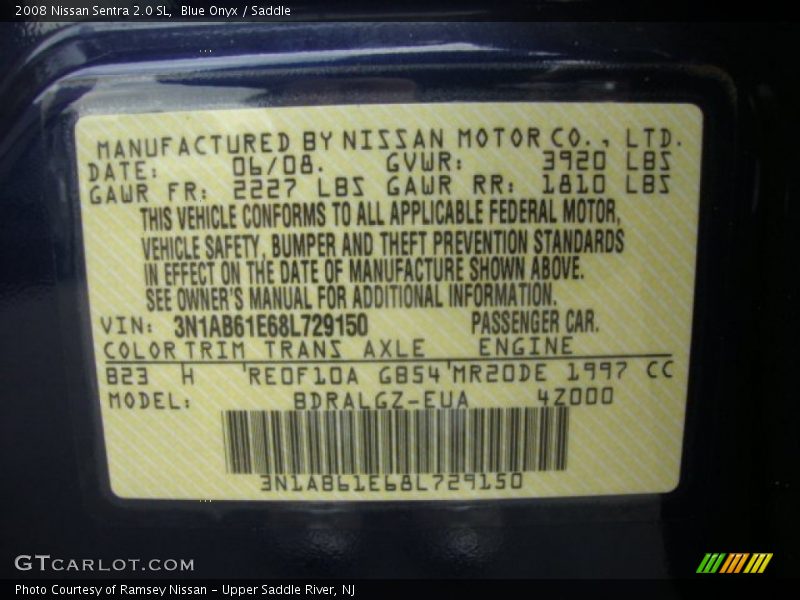 2008 Nissan Sentra 2.0 SL,  Blue Onyx / Saddle
MANUFACTURED BY NISSAN MOTOR CO., LTD.
DATE: 06/08. GVWR: 3920 LBS
GAWR FR: 2227 LBS GAWR RR: 1810 LBS
THIS VEHICLE CONFORMS TO ALL APPLICABLE FEDERAL MOTOR,
VEHICLE SAFETY, BUMPER AND THEFT PREVENTION STANDARDS
IN EFFECT ON THE DATE OF MANUFACTURE SHOWN ABOVE.
SEE OWNER'S MANUAL FOR ADDITIONAL INFORMATION.
VIN: 3N1AB61E68L729150 PASSENGER CAR.
COLOR TRIM TRANS AXLE ENGINE
B23 H 'RE0F10A GB54'MR20DE 1997 CC
MODEL: BDRALGZ-EUA 4Z000
3N1AB61E68L729150
GTCARLOT.COM
Photo Courtesy of Ramsey Nissan - Upper Saddle River, NJ